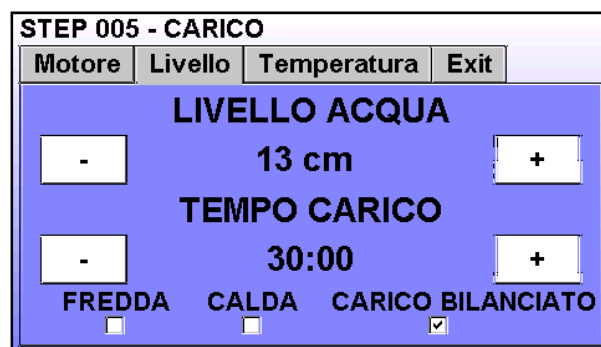 STEP 005 - CARICO
Motore Livello Temperatura Exit
LIVELLO ACQUA
- 13 cm +
TEMPO CARICO
- 30:00 +
FREDDA CALDA CARICO BILANCIATO